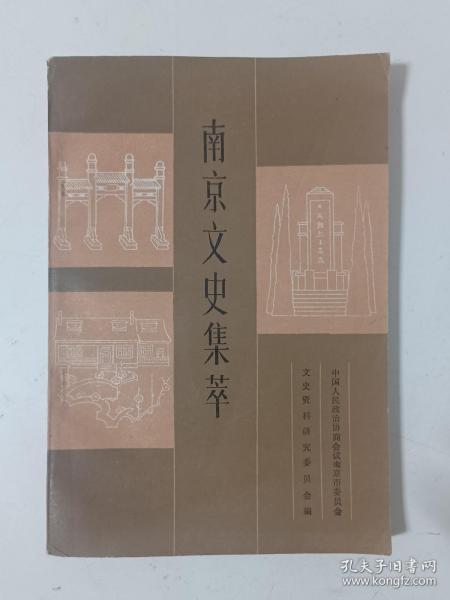 南京文史集萃
中国人民政治协商会议南京市委员会
文史资料研究委员会编
孔夫子旧书网
www.kongfz.com